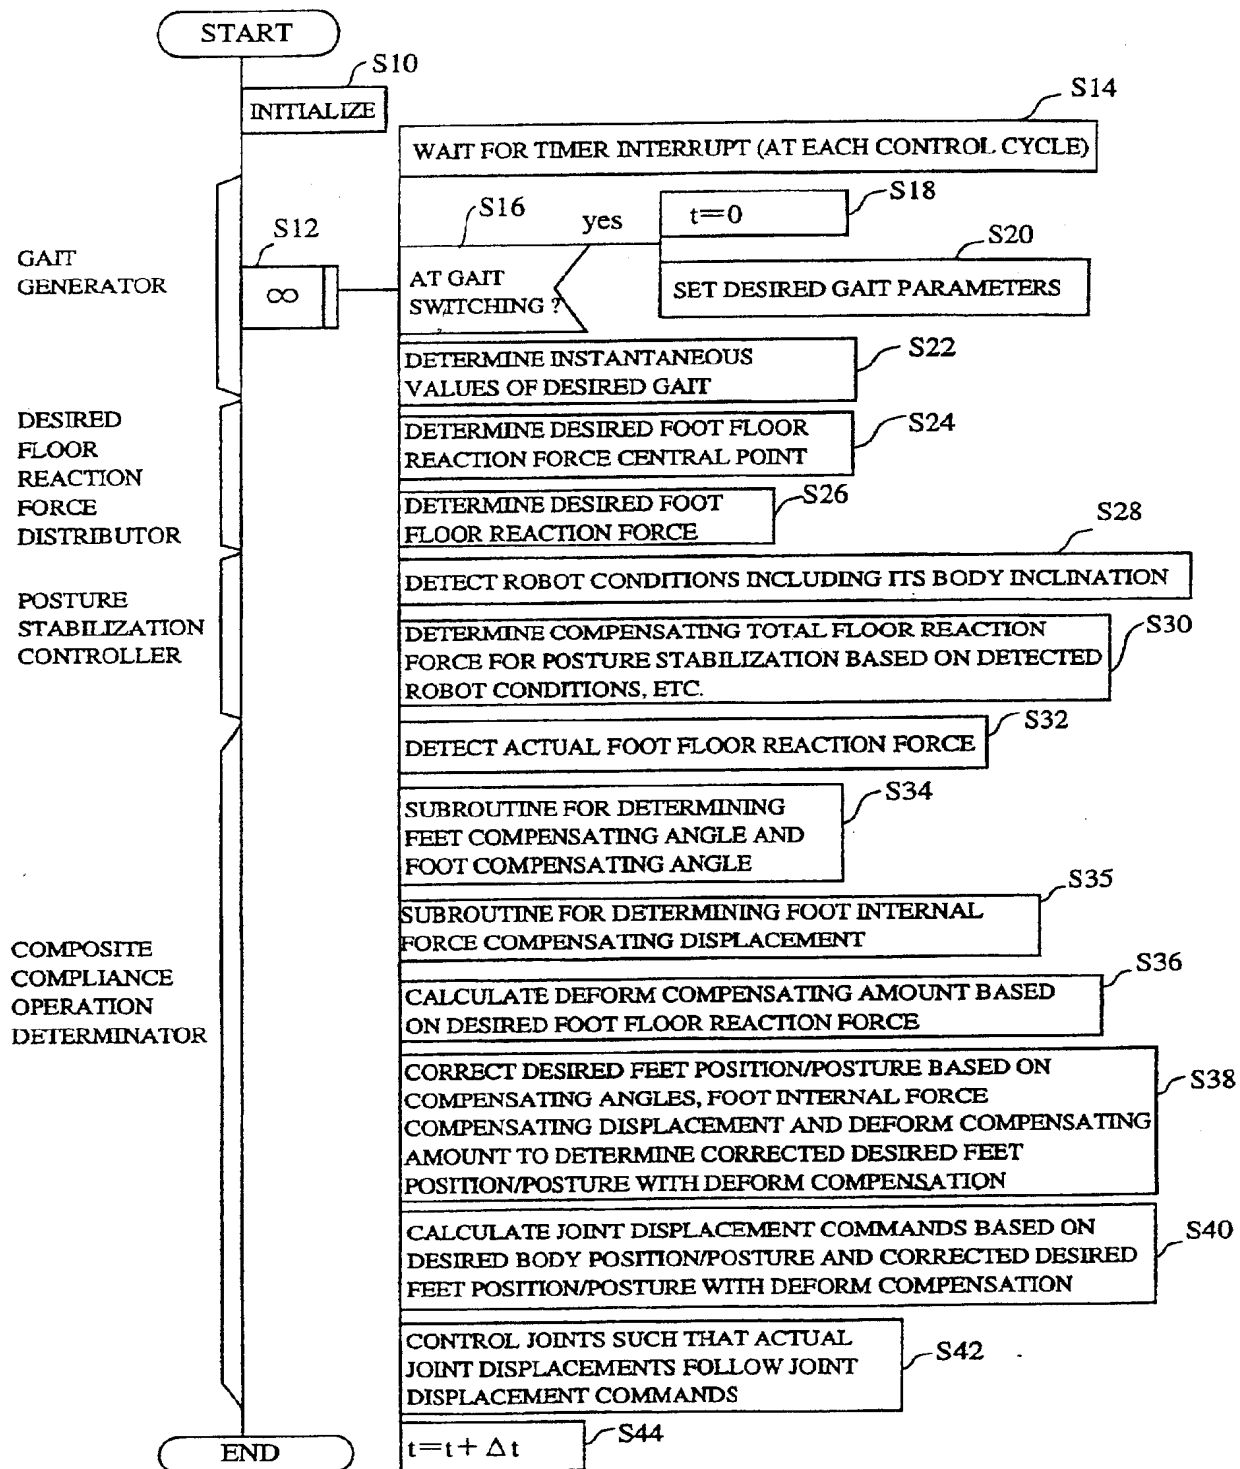 START
S10
INITIALIZE
S14
WAIT FOR TIMER INTERRUPT (AT EACH CONTROL CYCLE)
GAIT
GENERATOR
S12
∞
S16
AT GAIT
SWITCHING ?
yes
S18
t=0
S20
SET DESIRED GAIT PARAMETERS
S22
DETERMINE INSTANTANEOUS
VALUES OF DESIRED GAIT
DESIRED
FLOOR
REACTION
FORCE
DISTRIBUTOR
S24
DETERMINE DESIRED FOOT FLOOR
REACTION FORCE CENTRAL POINT
S26
DETERMINE DESIRED FOOT
FLOOR REACTION FORCE
POSTURE
STABILIZATION
CONTROLLER
S28
DETECT ROBOT CONDITIONS INCLUDING ITS BODY INCLINATION
S30
DETERMINE COMPENSATING TOTAL FLOOR REACTION
FORCE FOR POSTURE STABILIZATION BASED ON DETECTED
ROBOT CONDITIONS, ETC.
S32
DETECT ACTUAL FOOT FLOOR REACTION FORCE
S34
SUBROUTINE FOR DETERMINING
FEET COMPENSATING ANGLE AND
FOOT COMPENSATING ANGLE
S35
SUBROUTINE FOR DETERMINING FOOT INTERNAL
FORCE COMPENSATING DISPLACEMENT
COMPOSITE
COMPLIANCE
OPERATION
DETERMINATOR
S36
CALCULATE DEFORM COMPENSATING AMOUNT BASED
ON DESIRED FOOT FLOOR REACTION FORCE
S38
CORRECT DESIRED FEET POSITION/POSTURE BASED ON
COMPENSATING ANGLES, FOOT INTERNAL FORCE
COMPENSATING DISPLACEMENT AND DEFORM COMPENSATING
AMOUNT TO DETERMINE CORRECTED DESIRED FEET
POSITION/POSTURE WITH DEFORM COMPENSATION
S40
CALCULATE JOINT DISPLACEMENT COMMANDS BASED ON
DESIRED BODY POSITION/POSTURE AND CORRECTED DESIRED
FEET POSITION/POSTURE WITH DEFORM COMPENSATION
S42
CONTROL JOINTS SUCH THAT ACTUAL
JOINT DISPLACEMENTS FOLLOW JOINT
DISPLACEMENT COMMANDS
S44
t=t+Δt
END